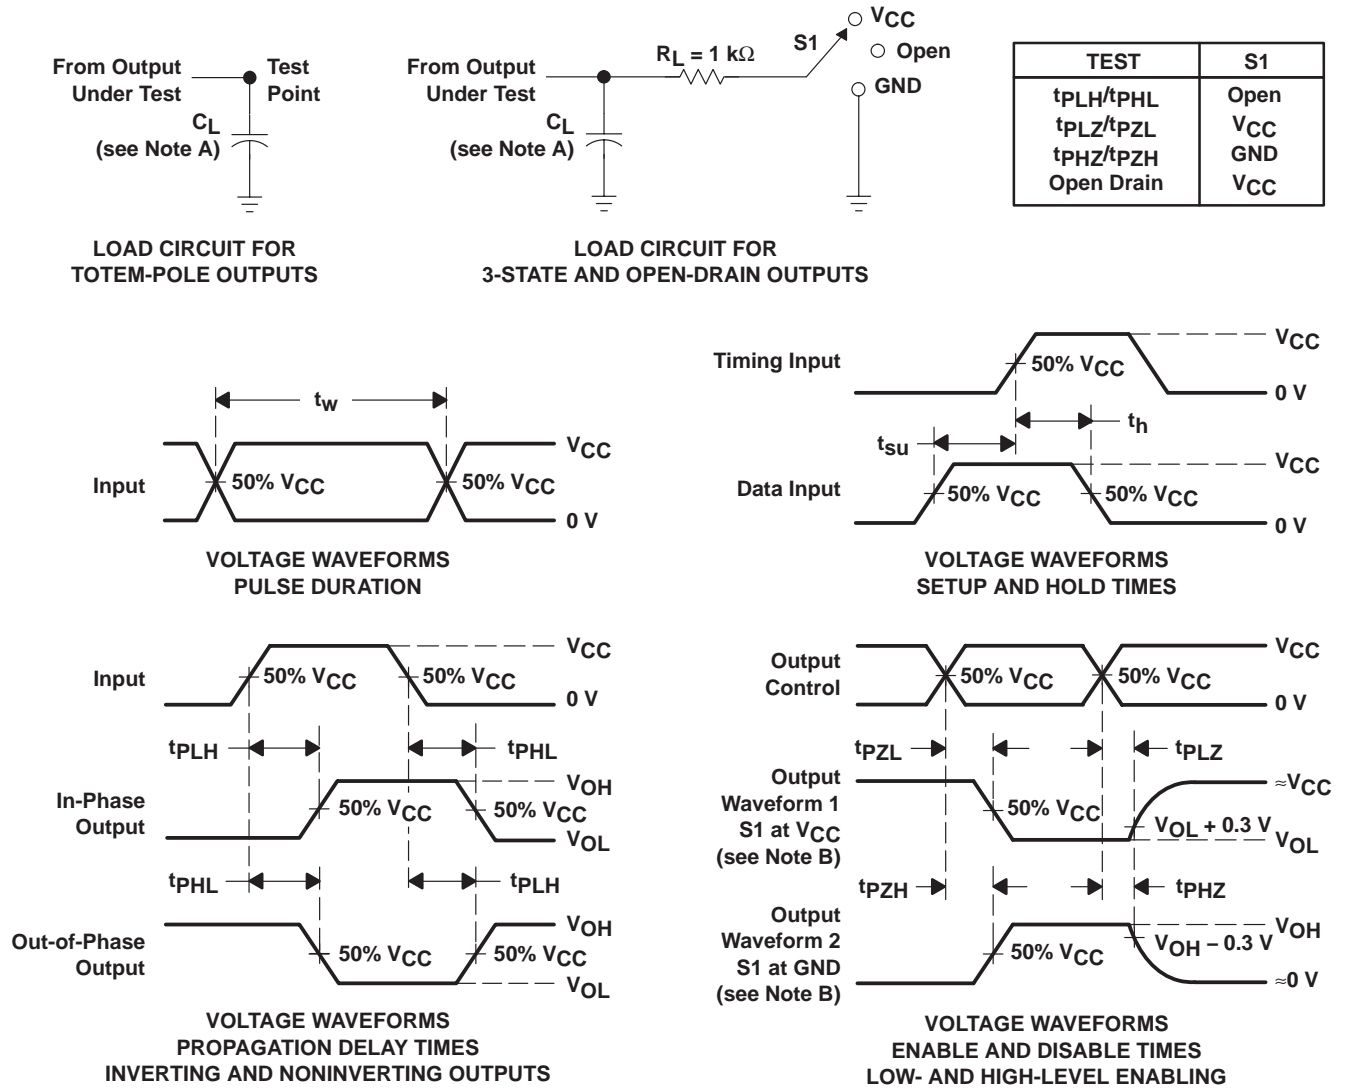 From Output
Under Test
Test
Point
CL
(see Note A)
LOAD CIRCUIT FOR
TOTEM-POLE OUTPUTS
From Output
Under Test
RL = 1 kΩ
S1
VCC
Open
GND
CL
(see Note A)
LOAD CIRCUIT FOR
3-STATE AND OPEN-DRAIN OUTPUTS
TEST S1
tPLH/tPHL Open
tPLZ/tPZL VCC
tPHZ/tPZH GND
Open Drain VCC
tw
Input
50% VCC
50% VCC
VCC
0 V
VOLTAGE WAVEFORMS
PULSE DURATION
Timing Input
50% VCC
VCC
0 V
tsu
th
Data Input
50% VCC
50% VCC
VCC
0 V
VOLTAGE WAVEFORMS
SETUP AND HOLD TIMES
Input
50% VCC
50% VCC
VCC
0 V
tPLH
tPHL
In-Phase
Output
50% VCC
50% VCC
VOH
VOL
tPHL
tPLH
Out-of-Phase
Output
50% VCC
50% VCC
VOH
VOL
VOLTAGE WAVEFORMS
PROPAGATION DELAY TIMES
INVERTING AND NONINVERTING OUTPUTS
Output
Control
50% VCC
50% VCC
VCC
0 V
tPZL
tPLZ
Output
Waveform 1
S1 at VCC
(see Note B)
50% VCC
VOL + 0.3 V
≈VCC
VOL
tPZH
tPHZ
Output
Waveform 2
S1 at GND
(see Note B)
50% VCC
VOH − 0.3 V
VOH
≈0 V
VOLTAGE WAVEFORMS
ENABLE AND DISABLE TIMES
LOW- AND HIGH-LEVEL ENABLING